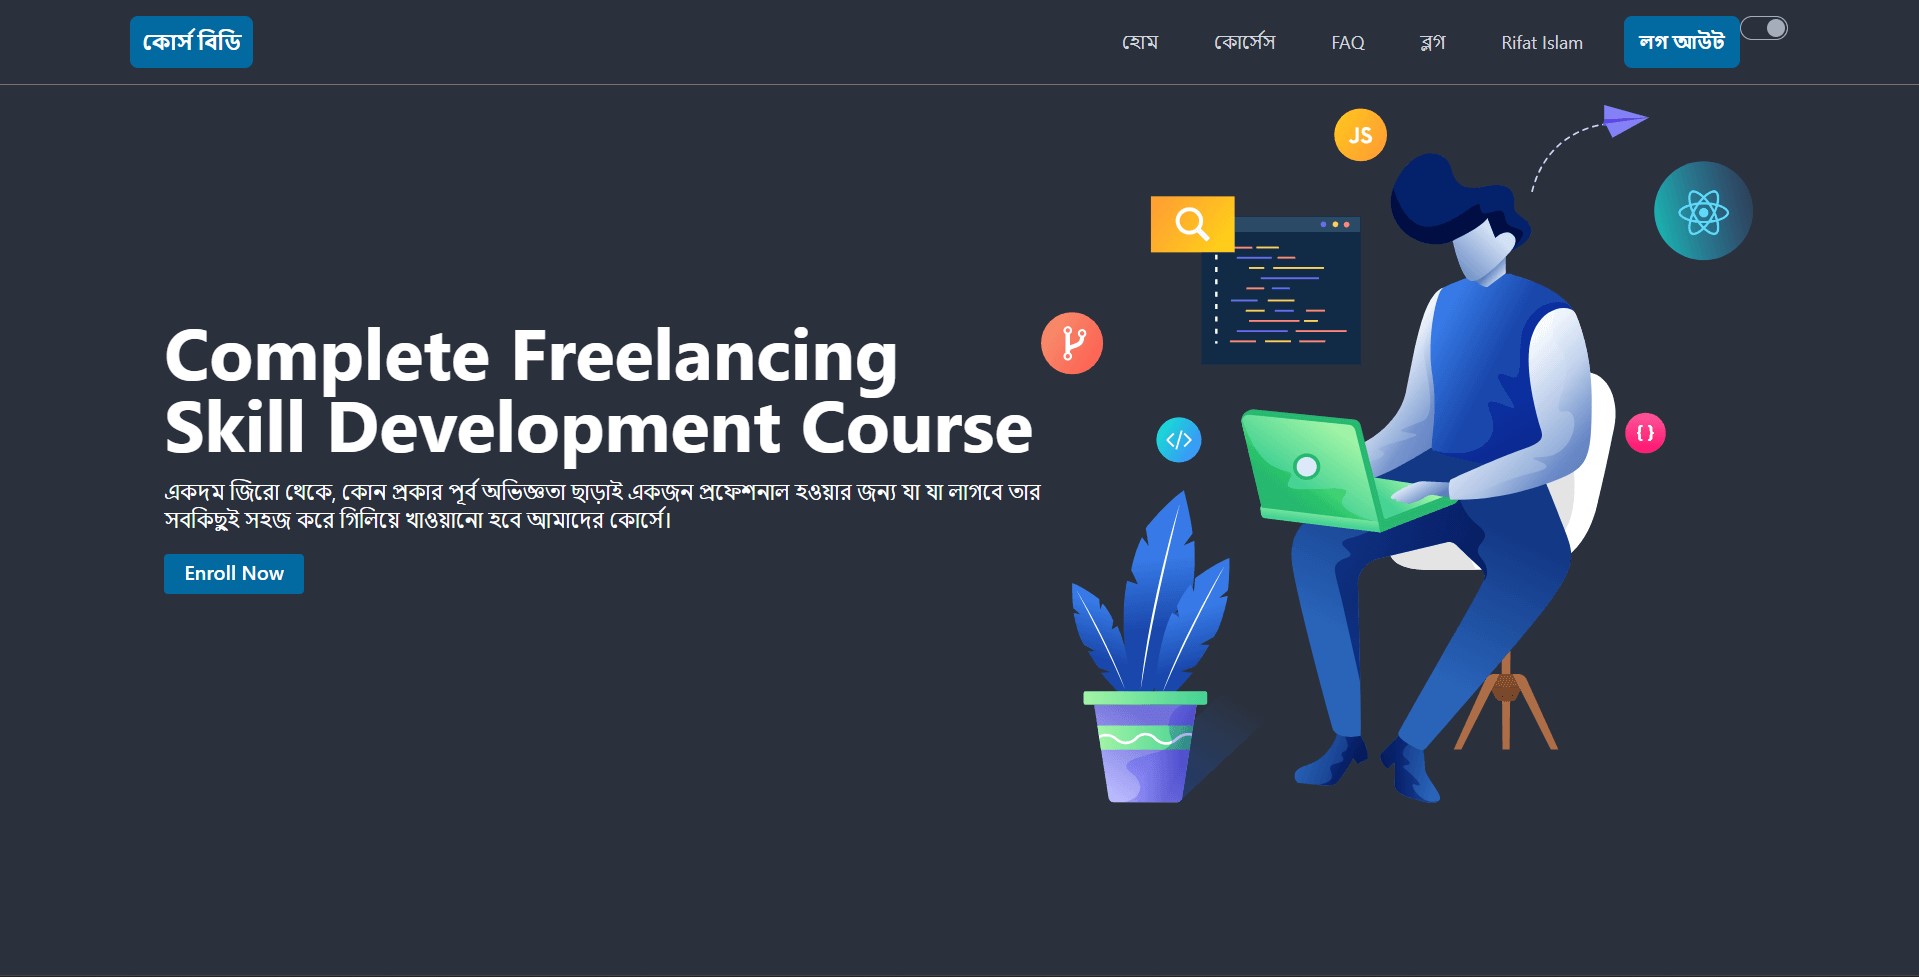 কোর্স বিডি
হোম
কোর্সেস
FAQ
ব্লগ
Rifat Islam
লগ আউট
JS
Complete Freelancing
Skill Development Course
</>
{ }
একদম জিরো থেকে, কোন প্রকার পূর্ব অভিজ্ঞতা ছাড়াই একজন প্রফেশনাল হওয়ার জন্য যা যা লাগবে তার
সবকিছুই সহজ করে গিলিয়ে খাওয়ানো হবে আমাদের কোর্সে।
Enroll Now